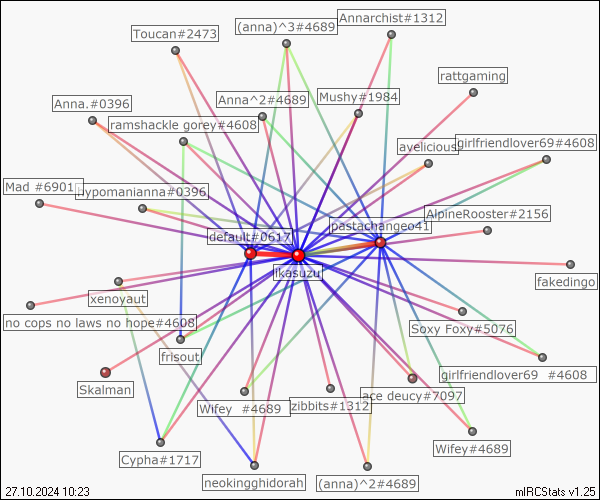 Annarchist#1312
(anna)^3#4689
Toucan#2473
rattgaming
Anna^2#4689
Mushy#1984
Anna.#0396
ramshackle gorey#4608
avelicious
girlfriendlover69#4608
Mad #6901
hypomanianna#0396
AlpineRooster#2156
pastachangeo41
default#0617
ikasuzu
fakedingo
xenoyaut
no cops no laws no hope#4608
Soxy Foxy#5076
frisout
girlfriendlover69 #4608
Skalman
ace deucy#7097
Wifey #4689
zibbits#1312
Wifey#4689
Cypha#1717
neokingghidorah
(anna)^2#4689
27.10.2024 10:23
mIRCStats v1.25